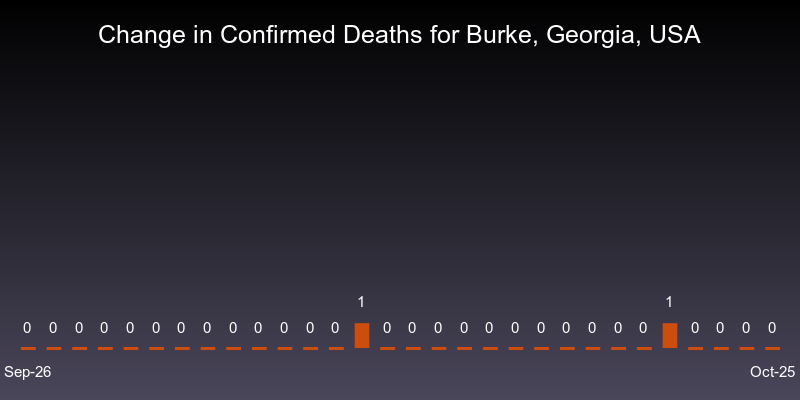 Change in Confirmed Deaths for Burke, Georgia, USA
1 1
0 0 0 0 0 0 0 0 0 0 0 0 0 0 0 0 0 0 0 0 0 0 0 0 0 0 0 0
Sep-26 Oct-25